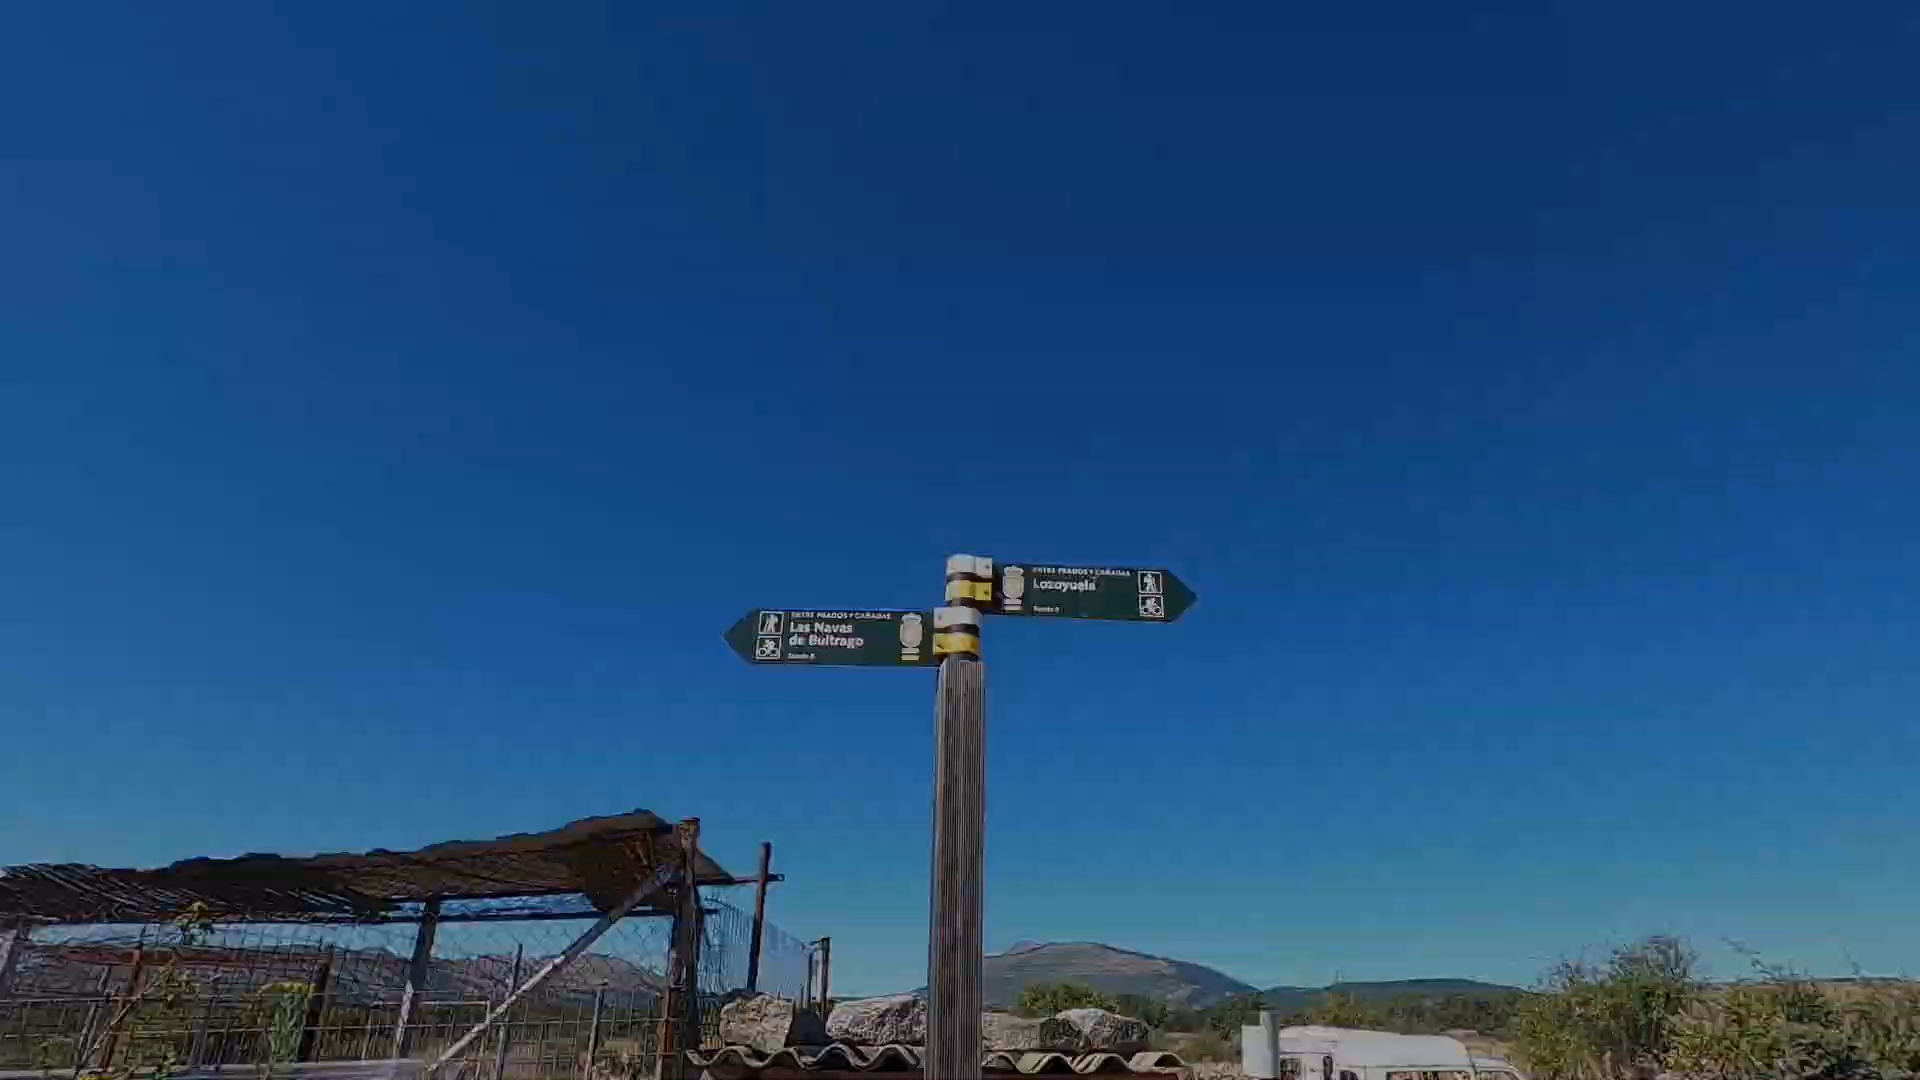 ENTRE PRADOS Y CAÑADAS
Lozoyuela
ENTRE PRADOS Y CAÑADAS
Las Navas
de Buitrago